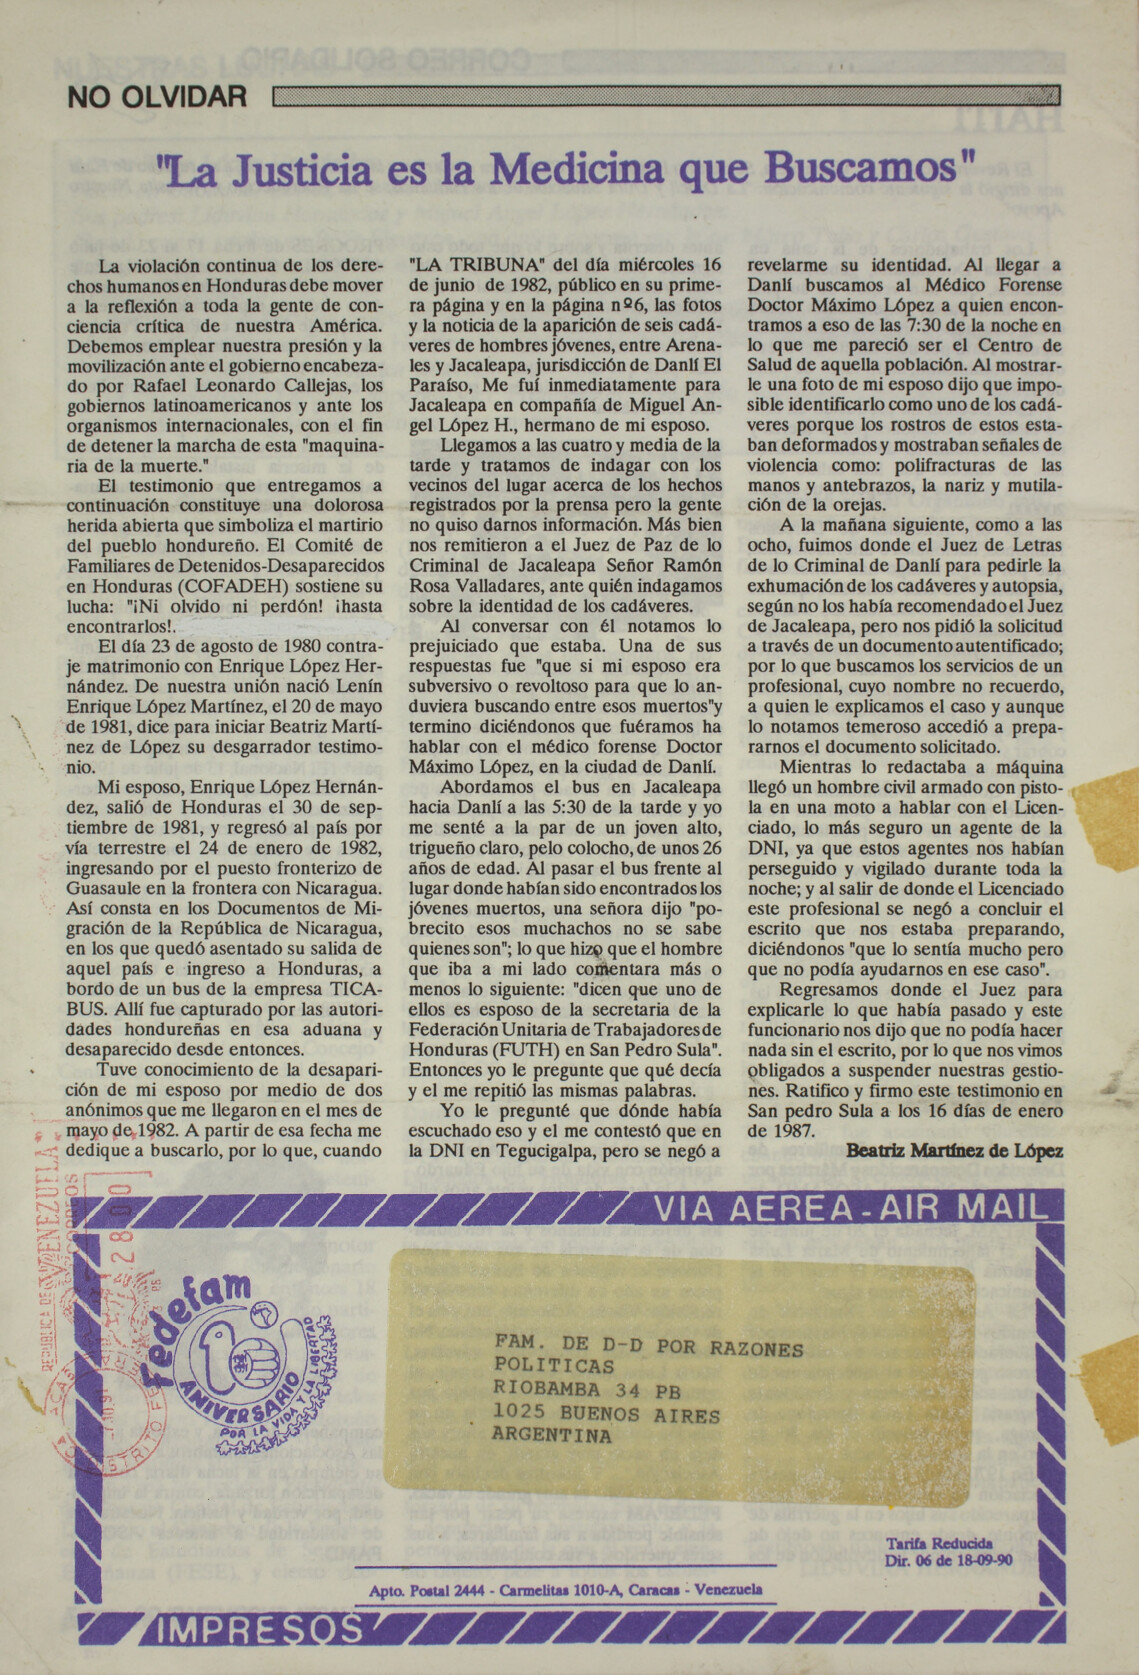 NO OLVIDAR
"La Justicia es la Medicina que Buscamos"
La violación continua de los dere-
chos humanos en Honduras debe mover
a la reflexión a toda la gente de con-
ciencia crítica de nuestra América.
Debemos emplear nuestra presión y la
movilización ante el gobierno encabeza-
do por Rafael Leonardo Callejas, los
gobiernos latinoamericanos y ante los
organismos internacionales, con el fin
de detener la marcha de esta "maquina-
ria de la muerte."
El testimonio que entregamos a
continuación constituye una dolorosa
herida abierta que simboliza el martirio
del pueblo hondureño. El Comité de
Familiares de Detenidos-Desaparecidos
en Honduras (COFADEH) sostiene su
lucha: "¡Ni olvido ni perdón! ¡hasta
encontrarlos!.
El día 23 de agosto de 1980 contra-
je matrimonio con Enrique López Her-
nández. De nuestra unión nació Lenín
Enrique López Martínez, el 20 de mayo
de 1981, dice para iniciar Beatriz Martí-
nez de López su desgarrador testimo-
nio.
Mi esposo, Enrique López Hernán-
dez, salió de Honduras el 30 de sep-
tiembre de 1981, y regresó al país por
vía terrestre el 24 de enero de 1982,
ingresando por el puesto fronterizo de
Guasaule en la frontera con Nicaragua.
Así consta en los Documentos de Mi-
gración de la República de Nicaragua,
en los que quedó asentado su salida de
aquel país e ingreso a Honduras, a
bordo de un bus de la empresa TICA-
BUS. Allí fue capturado por las autori-
dades hondureñas en esa aduana y
desaparecido desde entonces.
Tuve conocimiento de la desapari-
ción de mi esposo por medio de dos
anónimos que me llegaron en el mes de
mayo de 1982. A partir de esa fecha me
dedique a buscarlo, por lo que, cuando
"LA TRIBUNA" del día miércoles 16
de junio de 1982, público en su prime-
ra página y en la página nº6, las fotos
y la noticia de la aparición de seis cadá-
veres de hombres jóvenes, entre Arena-
les y Jacaleapa, jurisdicción de Danlí El
Paraíso, Me fuí inmediatamente para
Jacaleapa en compañía de Miguel An-
gel López H., hermano de mi esposo.
Llegamos a las cuatro y media de la
tarde y tratamos de indagar con los
vecinos del lugar acerca de los hechos
registrados por la prensa pero la gente
no quiso darnos información. Más bien
nos remitieron a el Juez de Paz de lo
Criminal de Jacaleapa Señor Ramón
Rosa Valladares, ante quién indagamos
sobre la identidad de los cadáveres.
Al conversar con él notamos lo
prejuiciado que estaba. Una de sus
respuestas fue "que si mi esposo era
subversivo o revoltoso para que lo an-
duviera buscando entre esos muertos"y
termino diciéndonos que fuéramos ha
hablar con el médico forense Doctor
Máximo López, en la ciudad de Danlí.
Abordamos el bus en Jacaleapa
hacia Danlí a las 5:30 de la tarde y yo
me senté a la par de un joven alto,
trigueño claro, pelo colocho, de unos 26
años de edad. Al pasar el bus frente al
lugar donde habían sido encontrados los
jóvenes muertos, una señora dijo "po-
brecito esos muchachos no se sabe
quienes son"; lo que hizo que el hombre
que iba a mi lado comentara más o
menos lo siguiente: "dicen que uno de
ellos es esposo de la secretaria de la
Federación Unitaria de Trabajadores de
Honduras (FUTH) en San Pedro Sula".
Entonces yo le pregunte que qué decía
y el me repitió las mismas palabras.
Yo le pregunté que dónde había
escuchado eso y el me contestó que en
la DNI en Tegucigalpa, pero se negó a
revelarme su identidad. Al llegar a
Danlí buscamos al Médico Forense
Doctor Máximo López a quien encon-
tramos a eso de las 7:30 de la noche en
lo que me pareció ser el Centro de
Salud de aquella población. Al mostrar-
le una foto de mi esposo dijo que impo-
sible identificarlo como uno de los cadá-
veres porque los rostros de estos esta-
ban deformados y mostraban señales de
violencia como: polifracturas de las
manos y antebrazos, la nariz y mutila-
ción de la orejas.
A la mañana siguiente, como a las
ocho, fuimos donde el Juez de Letras
de lo Criminal de Danlí para pedirle la
exhumación de los cadáveres y autopsia,
según no los había recomendado el Juez
de Jacaleapa, pero nos pidió la solicitud
a través de un documento autentificado;
por lo que buscamos los servicios de un
profesional, cuyo nombre no recuerdo,
a quien le explicamos el caso y aunque
lo notamos temeroso accedió a prepa-
rarnos el documento solicitado.
Mientras lo redactaba a máquina
llegó un hombre civil armado con pisto-
la en una moto a hablar con el Licen-
ciado, lo más seguro un agente de la
DNI, ya que estos agentes nos habían
perseguido y vigilado durante toda la
noche; y al salir de donde el Licenciado
este profesional se negó a concluir el
escrito que nos estaba preparando,
diciéndonos "que lo sentía mucho pero
que no podía ayudarnos en ese caso".
Regresamos donde el Juez para
explicarle lo que había pasado y este
funcionario nos dijo que no podía hacer
nada sin el escrito, por lo que nos vimos
obligados a suspender nuestras gestio-
nes. Ratifico y firmo este testimonio en
San pedro Sula a los 16 días de enero
de 1987.
Beatriz Martínez de López
VIA AEREA - AIR MAIL
REPUBLICA DE VENEZUELA
CORREOS
2800
Fedefam
ANIVERSARIO
POR LA VIDA Y LA LIBERTAD
FAM. DE D-D POR RAZONES
POLITICAS
RIOBAMBA 34 PB
1025 BUENOS AIRES
ARGENTINA
Tarifa Reducida
Dir. 06 de 18-09-90
Apto. Postal 2444 - Carmelitas 1010-A, Caracas - Venezuela
IMPRESOS